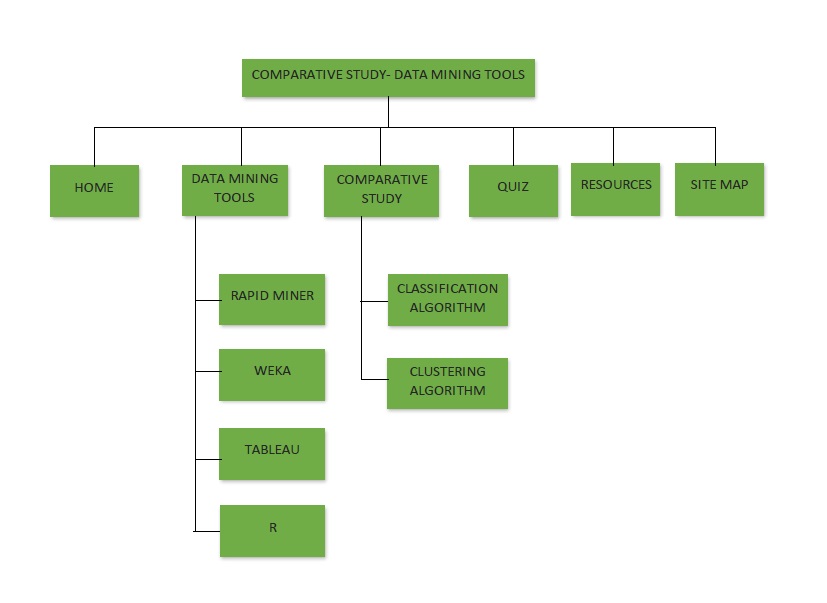 COMPARATIVE STUDY- DATA MINING TOOLS
HOME
DATA MINING
TOOLS
COMPARATIVE
STUDY
QUIZ
RESOURCES
SITE MAP
RAPID MINER
WEKA
TABLEAU
R
CLASSIFICATION
ALGORITHM
CLUSTERING
ALGORITHM